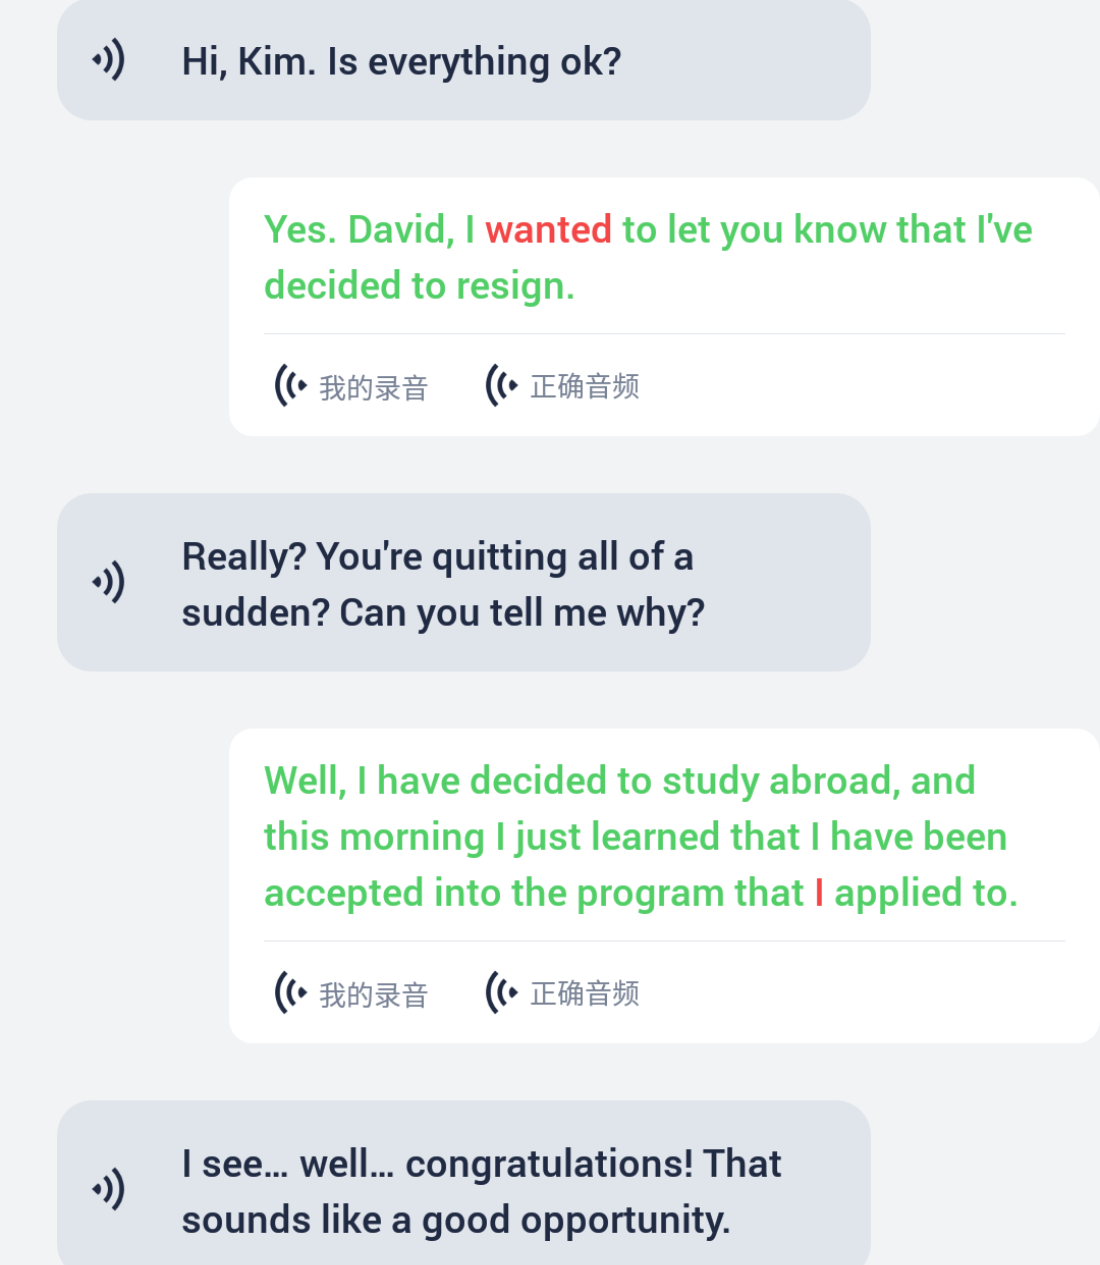 Hi, Kim. Is everything ok?
Yes. David, I wanted to let you know that I've
decided to resign.
我的录音 正确音频
Really? You're quitting all of a
sudden? Can you tell me why?
Well, I have decided to study abroad, and
this morning I just learned that I have been
accepted into the program that I applied to.
我的录音 正确音频
I see... well... congratulations! That
sounds like a good opportunity.